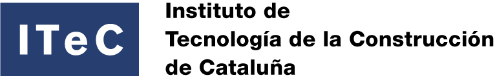 ITeC
Instituto de
Tecnología de la Construcción
de Cataluña